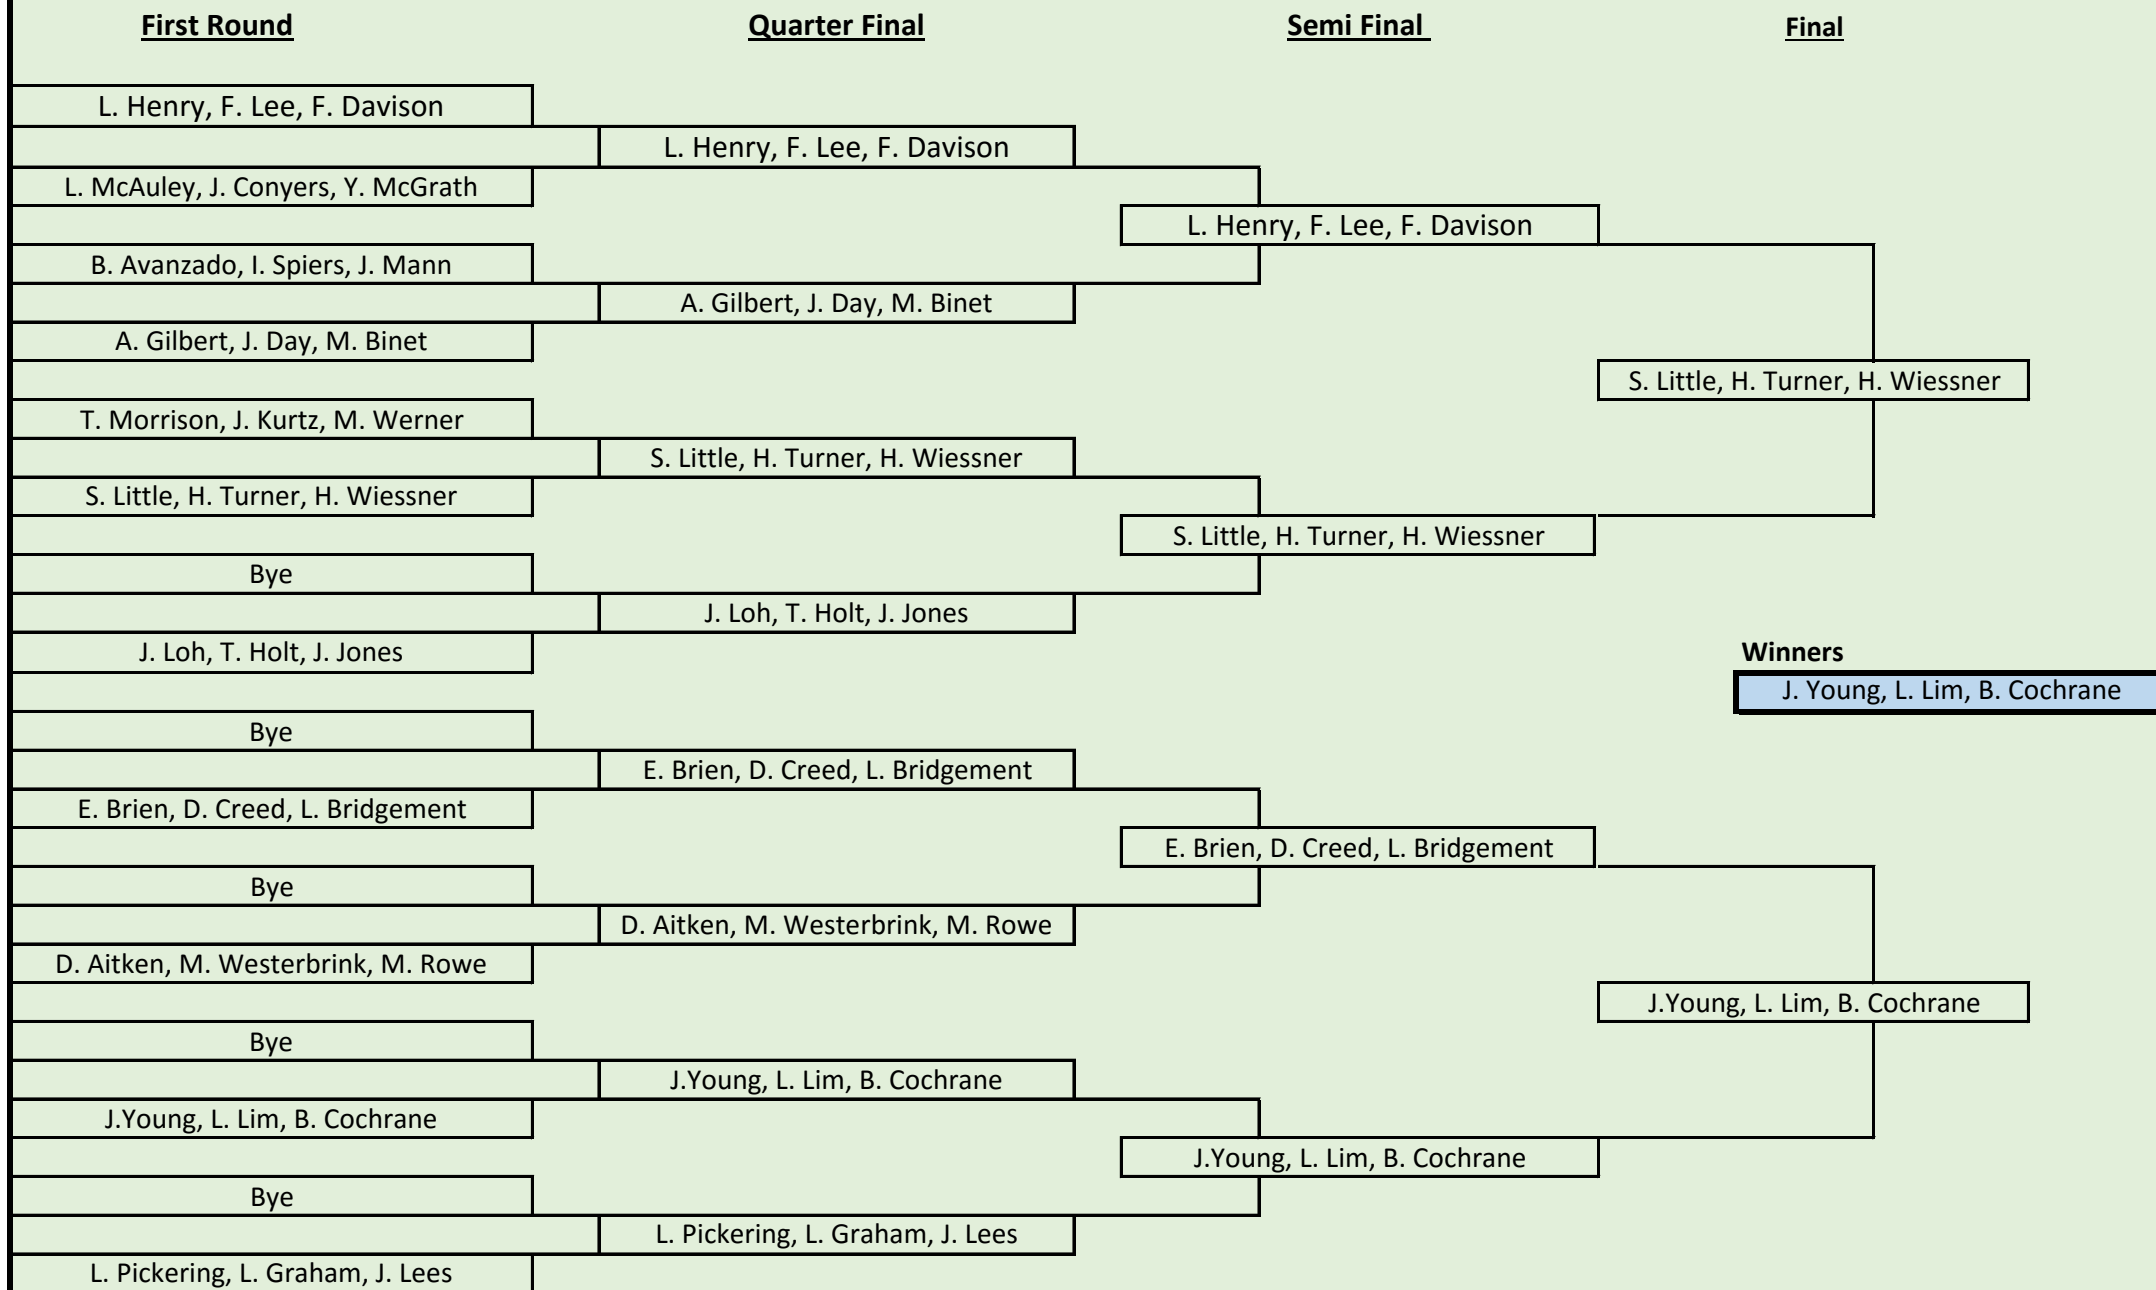 First Round Quarter Final Semi Final Final
L. Henry, F. Lee, F. Davison
L. Henry, F. Lee, F. Davison
L. McAuley, J. Conyers, Y. McGrath
L. Henry, F. Lee, F. Davison
B. Avanzado, I. Spiers, J. Mann
A. Gilbert, J. Day, M. Binet
A. Gilbert, J. Day, M. Binet
S. Little, H. Turner, H. Wiessner
T. Morrison, J. Kurtz, M. Werner
S. Little, H. Turner, H. Wiessner
S. Little, H. Turner, H. Wiessner
S. Little, H. Turner, H. Wiessner
Bye
J. Loh, T. Holt, J. Jones
J. Loh, T. Holt, J. Jones
Winners
J. Young, L. Lim, B. Cochrane
Bye
E. Brien, D. Creed, L. Bridgement
E. Brien, D. Creed, L. Bridgement
E. Brien, D. Creed, L. Bridgement
Bye
D. Aitken, M. Westerbrink, M. Rowe
D. Aitken, M. Westerbrink, M. Rowe
J.Young, L. Lim, B. Cochrane
Bye
J.Young, L. Lim, B. Cochrane
J.Young, L. Lim, B. Cochrane
J.Young, L. Lim, B. Cochrane
Bye
L. Pickering, L. Graham, J. Lees
L. Pickering, L. Graham, J. Lees